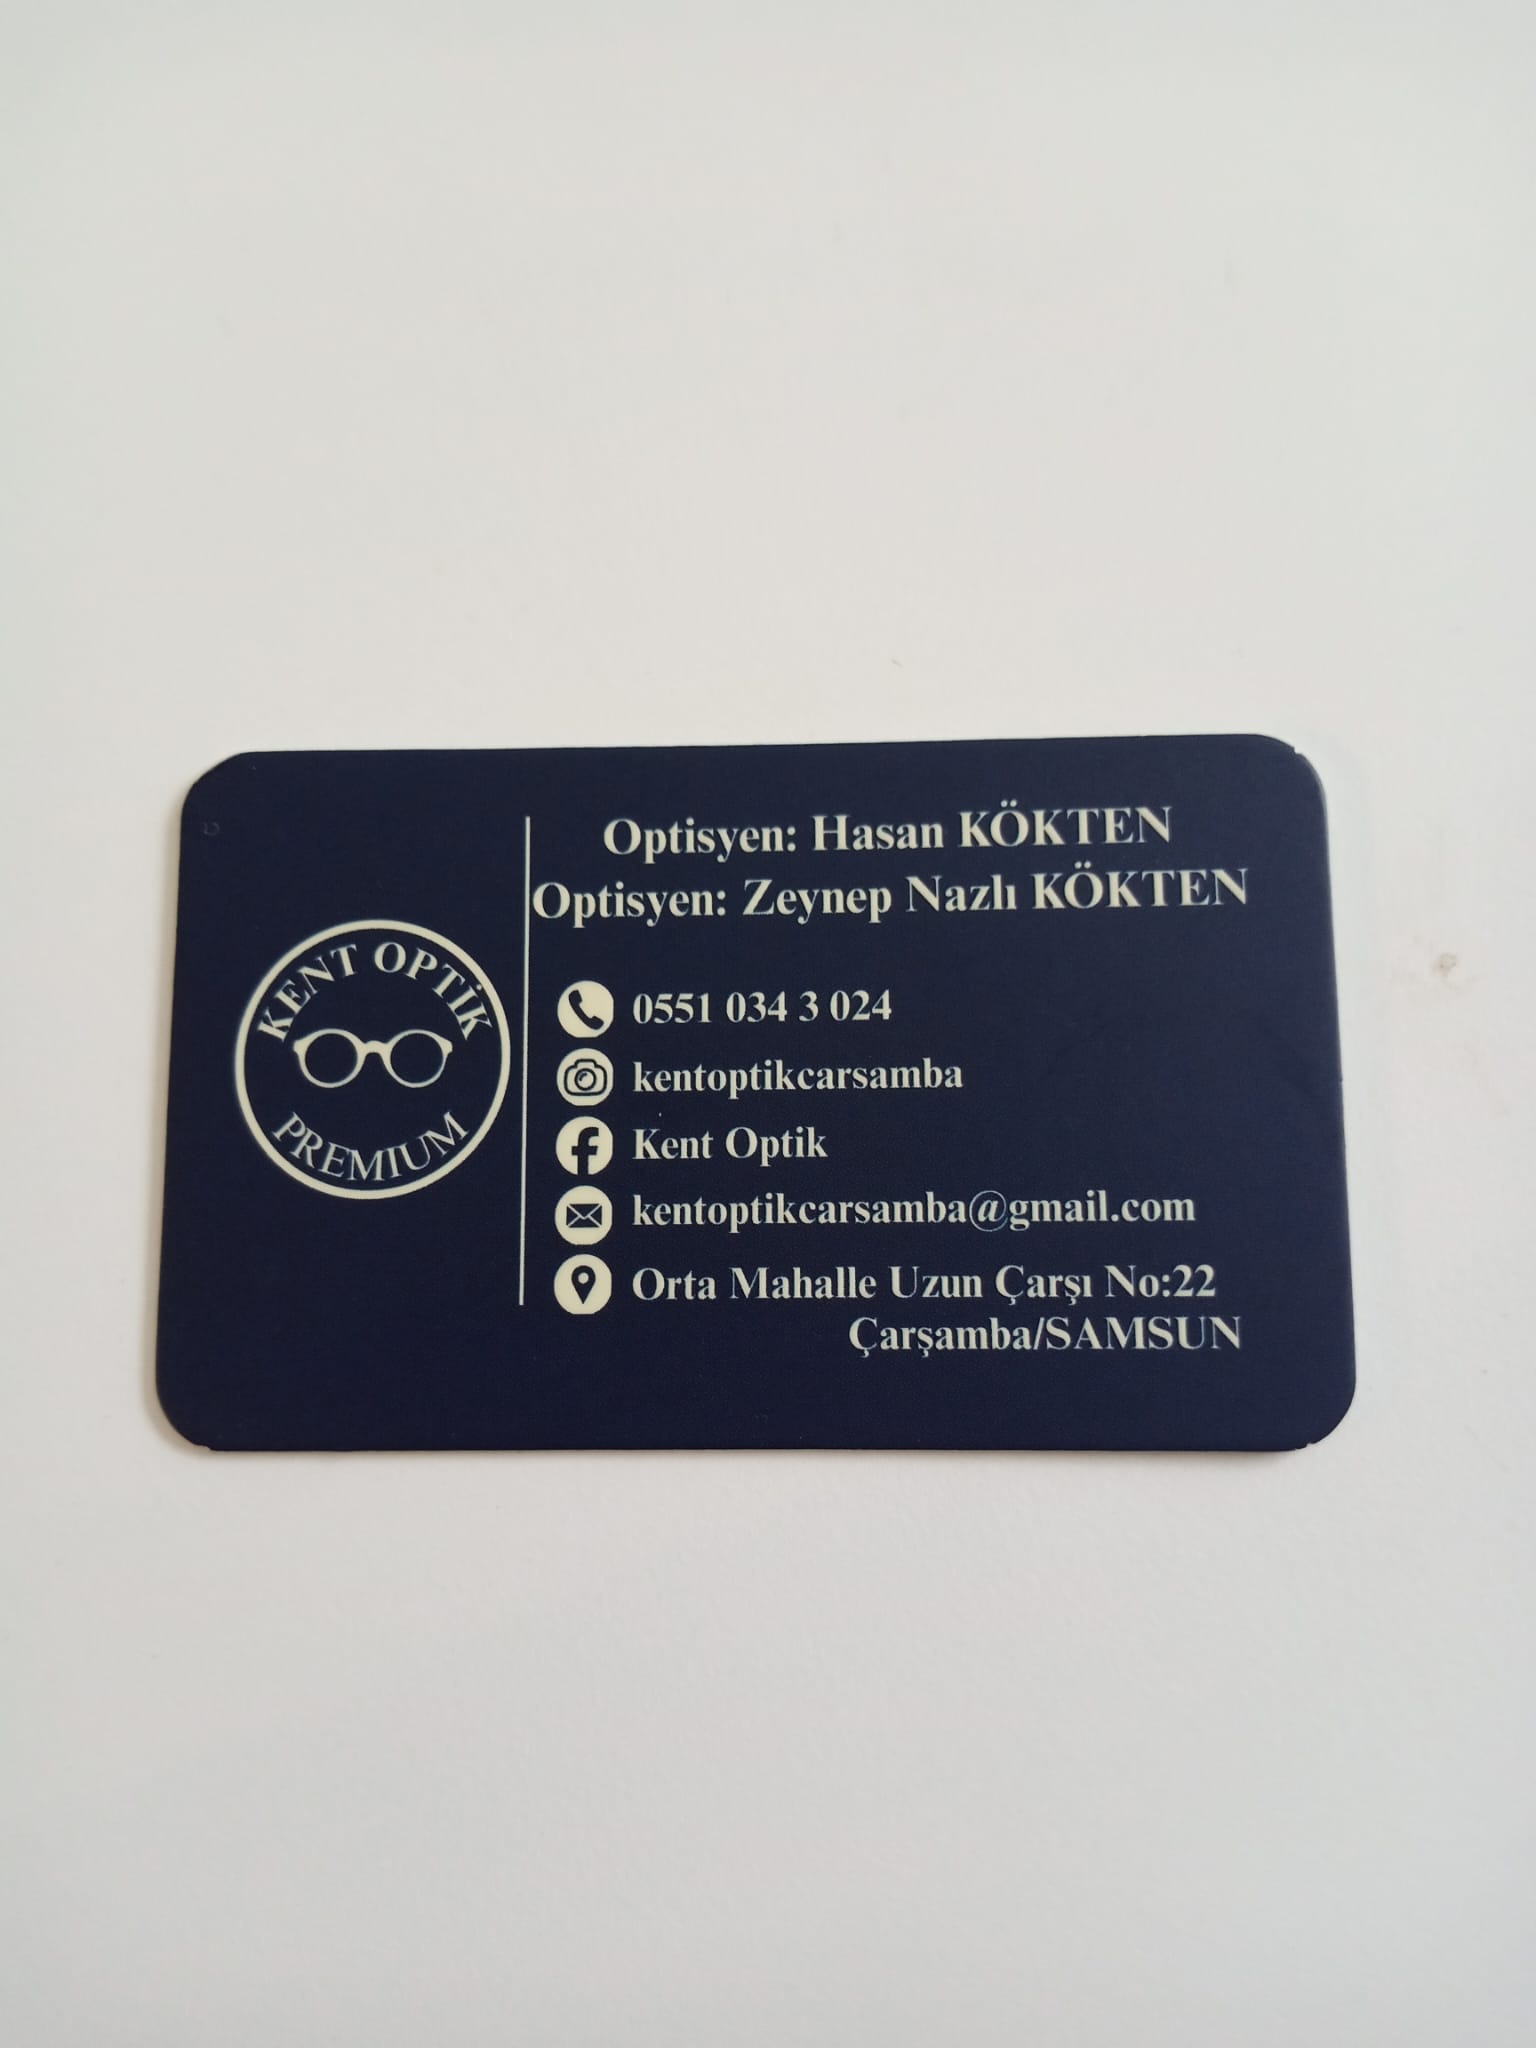 KENT OPTİK
PREMIUM
Optisyen: Hasan KÖKTEN
Optisyen: Zeynep Nazlı KÖKTEN
0551 034 3 024
kentoptikcarsamba
Kent Optik
kentoptikcarsamba@gmail.com
Orta Mahalle Uzun Çarşı No:22
Çarşamba/SAMSUN